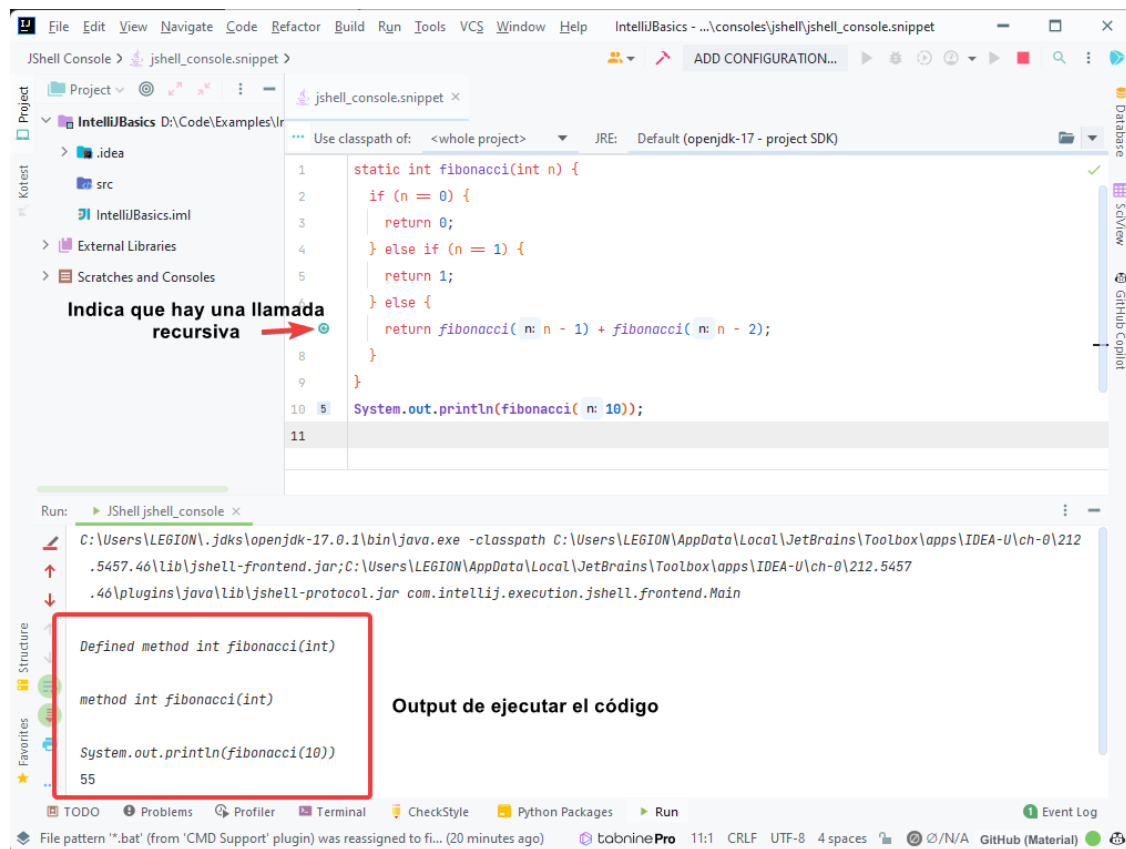 File Edit View Navigate Code Refactor Build Run Tools VCS Window Help IntelliJBasics - ...\consoles\jshell\jshell_console.snippet
JShell Console jshell_console.snippet ADD CONFIGURATION...
Project
jshell_console.snippet
IntelliJBasics D:\Code\Examples\Ir
Use classpath of: <whole project> JRE: Default (openjdk-17 - project SDK)
.idea
src
IntelliJBasics.iml
External Libraries
Scratches and Consoles
1 static int fibonacci(int n) {
2 if (n == 0) {
3 return 0;
4 } else if (n == 1) {
5 return 1;
6 } else {
return fibonacci( n: n - 1) + fibonacci( n: n - 2);
8 }
9 }
10 5 System.out.println(fibonacci( n: 10));
11
Indica que hay una llamada
recursiva
Project
Kotest
Structure
Favorites
Database
SciView
GitHub Copilot
Run: JShell jshell_console
C:\Users\LEGION\.jdks\openjdk-17.0.1\bin\java.exe -classpath C:\Users\LEGION\AppData\Local\JetBrains\Toolbox\apps\IDEA-U\ch-0\212
.5457.46\lib\jshell-frontend.jar;C:\Users\LEGION\AppData\Local\JetBrains\Toolbox\apps\IDEA-U\ch-0\212.5457
.46\plugins\java\lib\jshell-protocol.jar com.intellij.execution.jshell.frontend.Main
Defined method int fibonacci(int)
method int fibonacci(int)
System.out.println(fibonacci(10))
55
Output de ejecutar el código
TODO Problems Profiler Terminal CheckStyle Python Packages Run 1 Event Log
File pattern '*.bat' (from 'CMD Support' plugin) was reassigned to fi... (20 minutes ago) tabnine Pro 11:1 CRLF UTF-8 4 spaces Ø/N/A GitHub (Material)